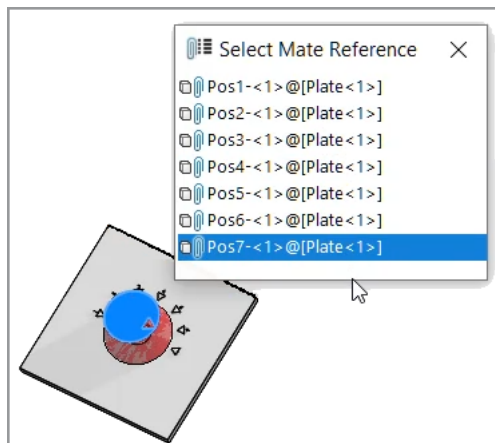 Select Mate Reference
Pos1-<1>@[Plate<1>]
Pos2-<1>@[Plate<1>]
Pos3-<1>@[Plate<1>]
Pos4-<1>@[Plate<1>]
Pos5-<1>@[Plate<1>]
Pos6-<1>@[Plate<1>]
Pos7-<1>@[Plate<1>]